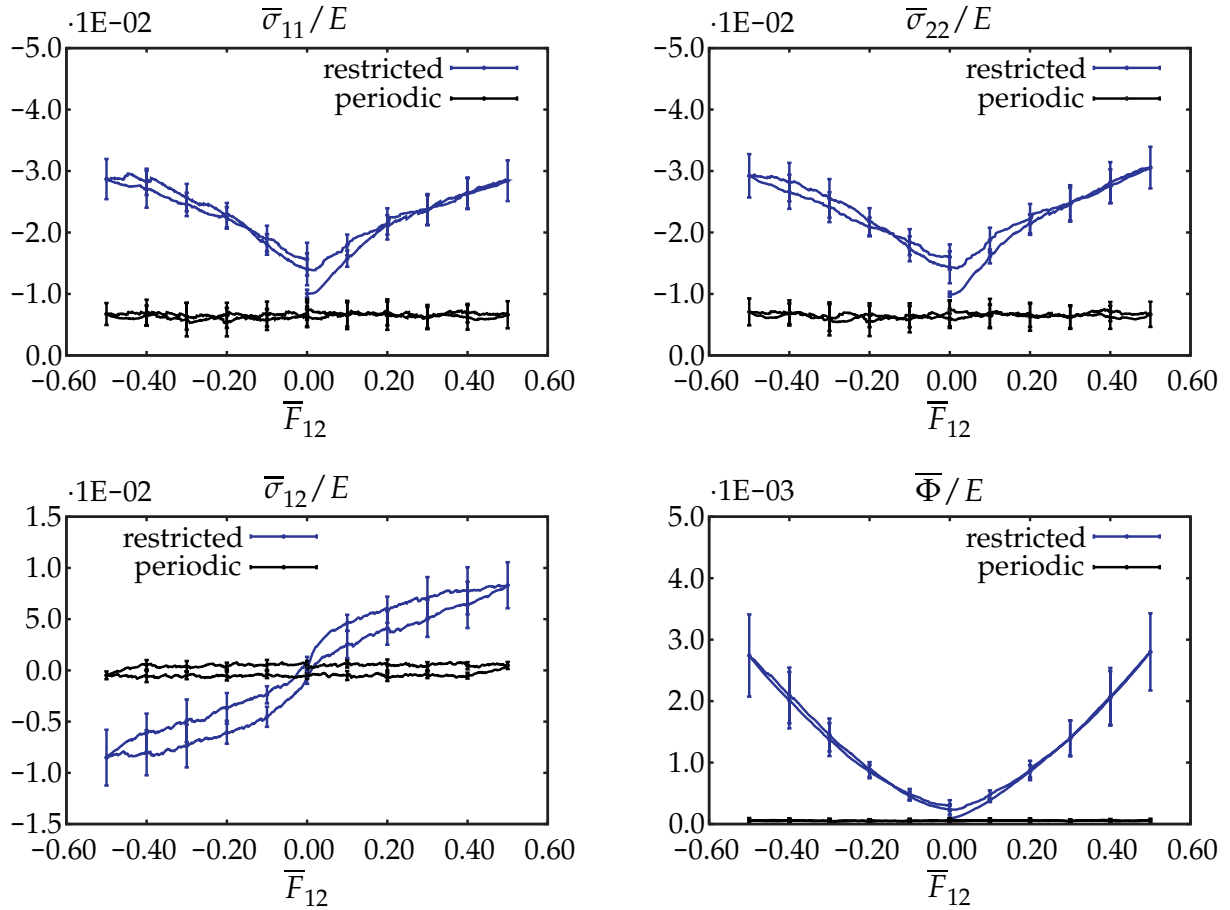 ·1E−02 σ̅₁₁/E
−5.0
−4.0
−3.0
−2.0
−1.0
0.0
restricted
periodic
−0.60 −0.40 −0.20 0.00 0.20 0.40 0.60
F̅₁₂
·1E−02 σ̅₂₂/E
−5.0
−4.0
−3.0
−2.0
−1.0
0.0
restricted
periodic
−0.60 −0.40 −0.20 0.00 0.20 0.40 0.60
F̅₁₂
·1E−02 σ̅₁₂/E
1.5
1.0
5.0
0.0
−0.5
−1.0
−1.5
restricted
periodic
−0.60 −0.40 −0.20 0.00 0.20 0.40 0.60
F̅₁₂
·1E−03 Φ̅/E
5.0
4.0
3.0
2.0
1.0
0.0
restricted
periodic
−0.60 −0.40 −0.20 0.00 0.20 0.40 0.60
F̅₁₂